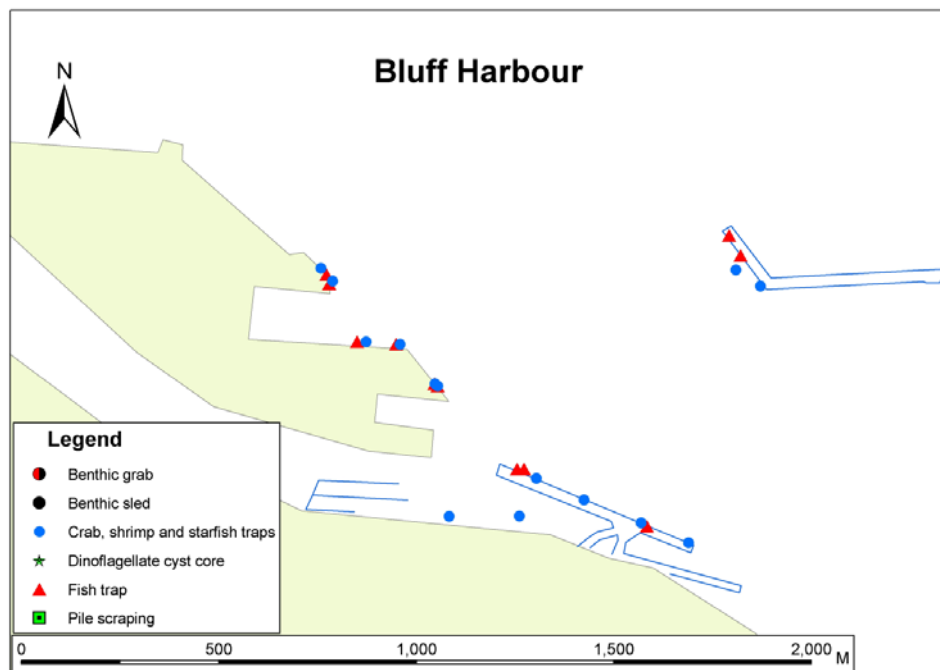 Bluff Harbour
N
Legend
Benthic grab
Benthic sled
Crab, shrimp and starfish traps
Dinoflagellate cyst core
Fish trap
Pile scraping
0 500 1,000 1,500 2,000 M